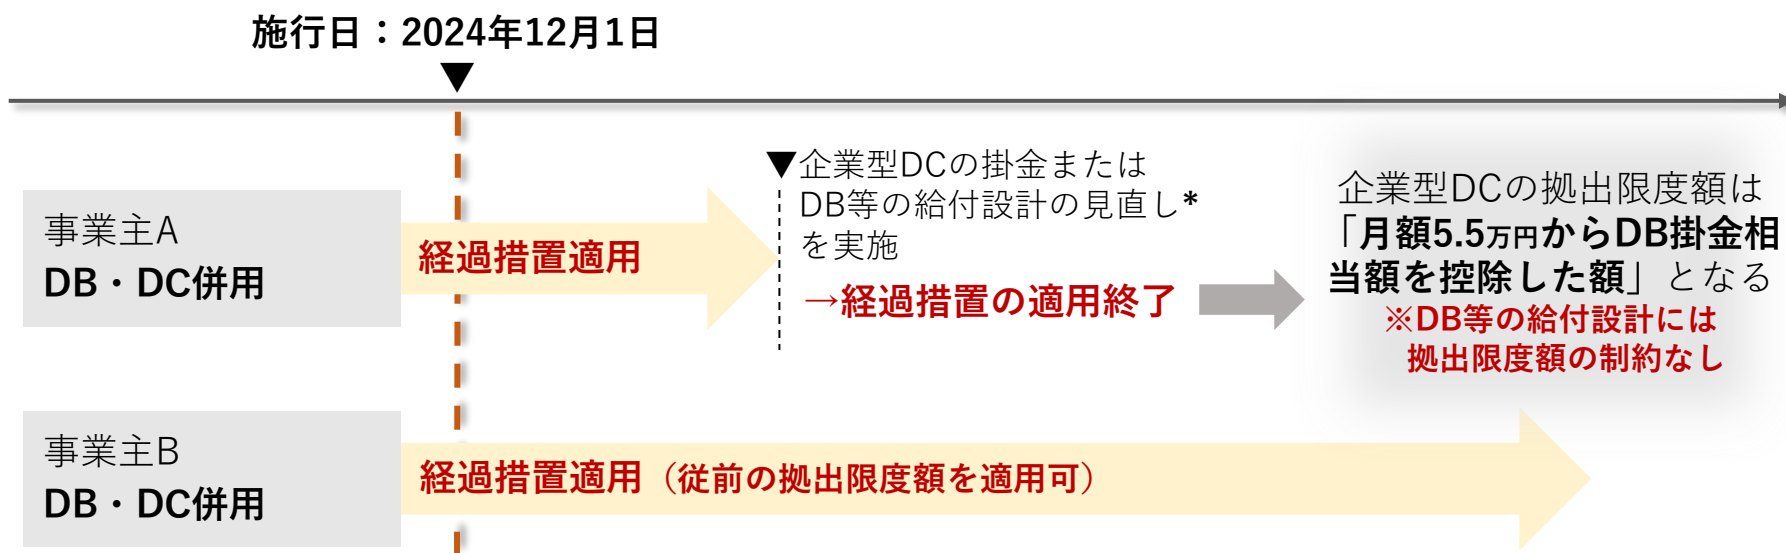 施行日：2024年12月1日
▼企業型DCの掛金または
DB等の給付設計の見直し*
を実施
→経過措置の適用終了
事業主A
DB・DC併用
経過措置適用
企業型DCの拠出限度額は
「月額5.5万円からDB掛金相
当額を控除した額」となる
※DB等の給付設計には
拠出限度額の制約なし
事業主B
DB・DC併用
経過措置適用（従前の拠出限度額を適用可）